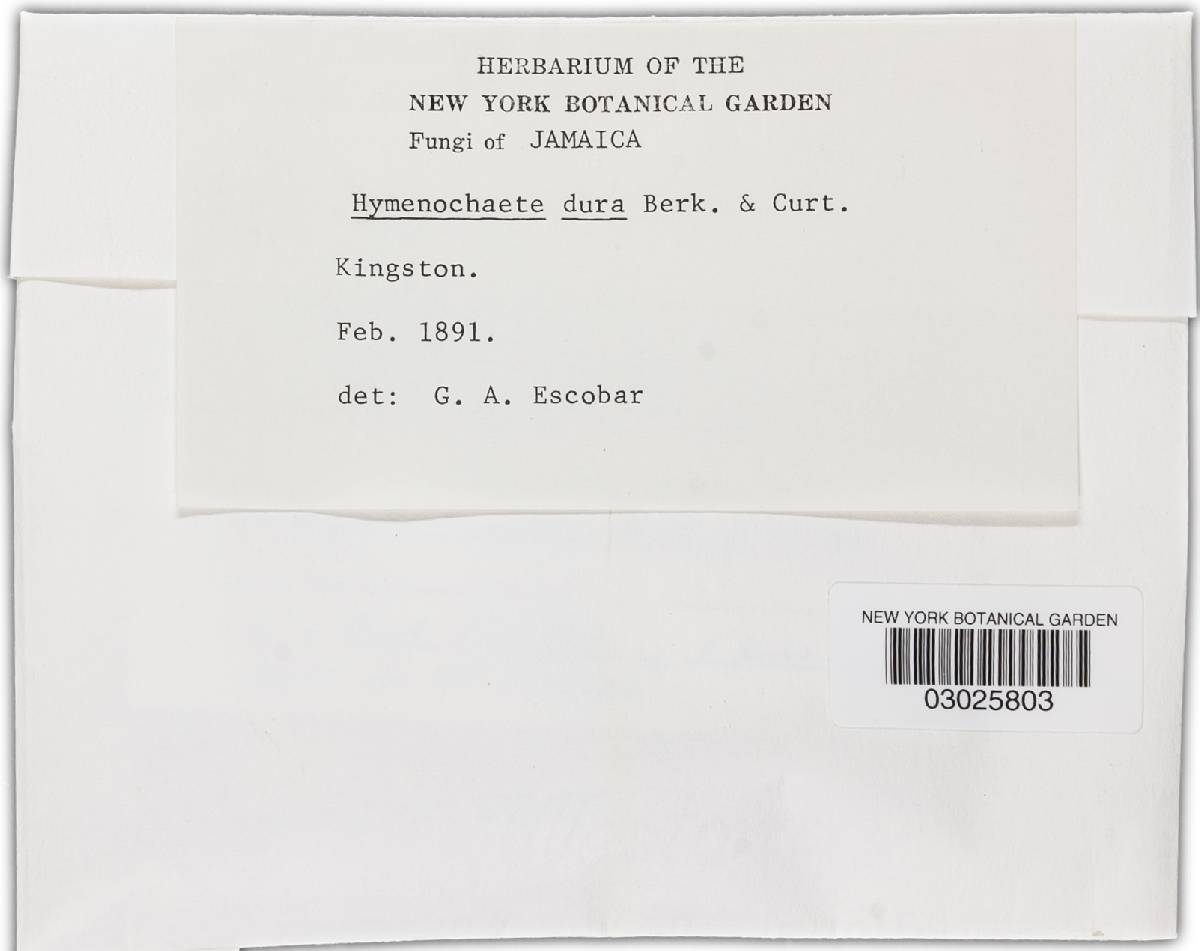 HERBARIUM OF THE
NEW YORK BOTANICAL GARDEN
Fungi of JAMAICA
Hymenochaete dura Berk. & Curt.
Kingston.
Feb. 1891.
det: G. A. Escobar
NEW YORK BOTANICAL GARDEN
03025803